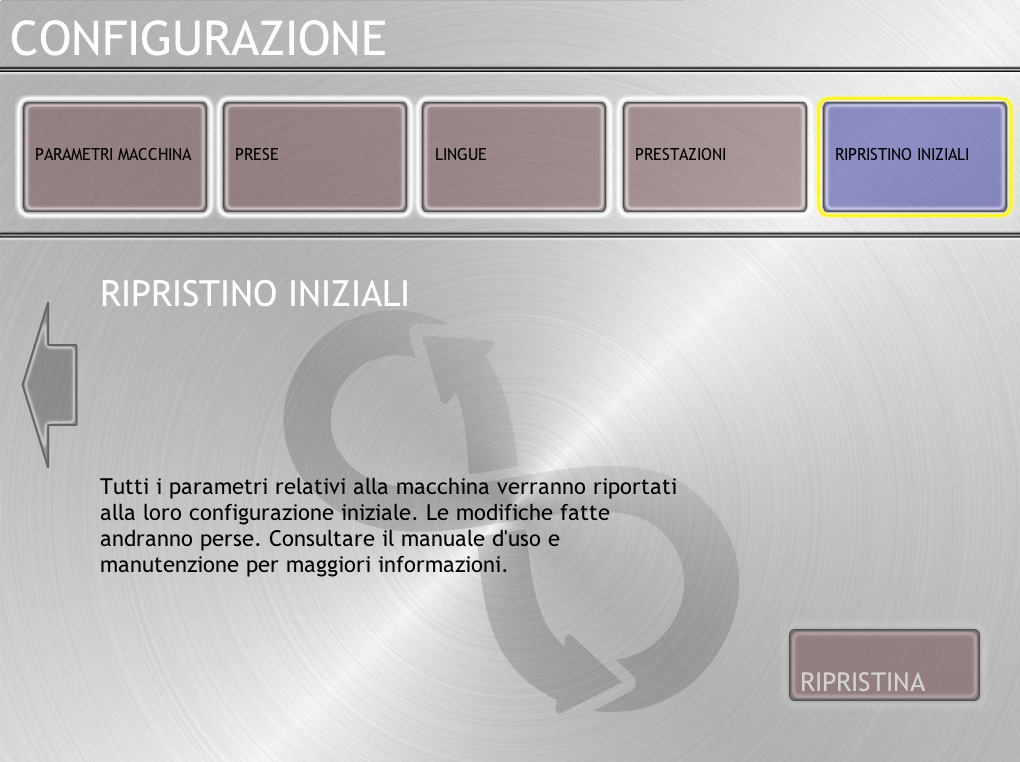 CONFIGURAZIONE
PARAMETRI MACCHINA
PRESE
LINGUE
PRESTAZIONI
RIPRISTINO INIZIALI
RIPRISTINO INIZIALI
Tutti i parametri relativi alla macchina verranno riportati
alla loro configurazione iniziale. Le modifiche fatte
andranno perse. Consultare il manuale d'uso e
manutenzione per maggiori informazioni.
RIPRISTINA